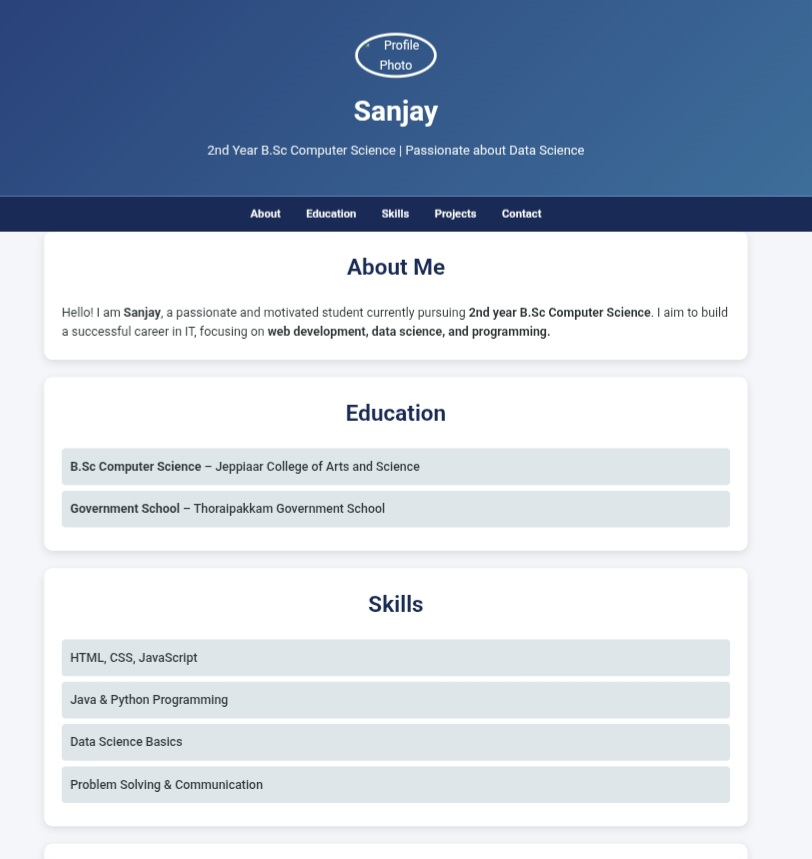 Profile
Photo
Sanjay
2nd Year B.Sc Computer Science | Passionate about Data Science
About Education Skills Projects Contact
About Me
Hello! I am Sanjay, a passionate and motivated student currently pursuing 2nd year B.Sc Computer Science. I aim to build
a successful career in IT, focusing on web development, data science, and programming.
Education
B.Sc Computer Science – Jeppiaar College of Arts and Science
Government School – Thoraipakkam Government School
Skills
HTML, CSS, JavaScript
Java & Python Programming
Data Science Basics
Problem Solving & Communication